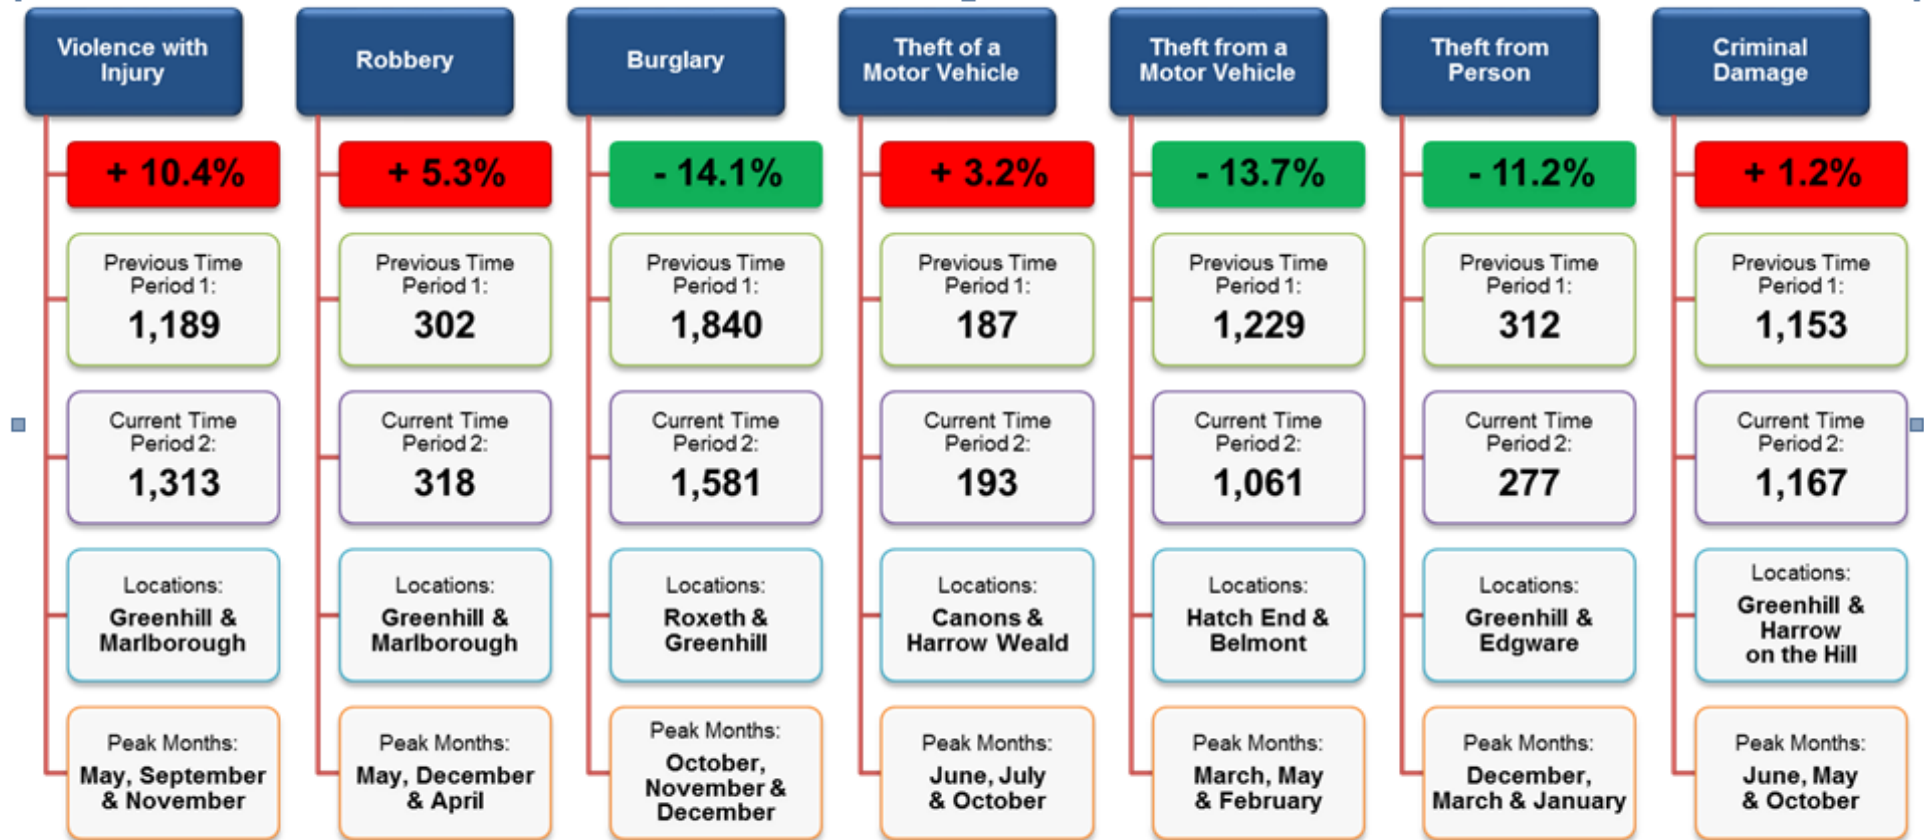 Violence with
Injury
+ 10.4%
Previous Time
Period 1:
1,189
Current Time
Period 2:
1,313
Locations:
Greenhill &
Marlborough
Peak Months:
May, September
& November
Robbery
+ 5.3%
Previous Time
Period 1:
302
Current Time
Period 2:
318
Locations:
Greenhill &
Marlborough
Peak Months:
May, December
& April
Burglary
- 14.1%
Previous Time
Period 1:
1,840
Current Time
Period 2:
1,581
Locations:
Roxeth &
Greenhill
Peak Months:
October,
November &
December
Theft of a
Motor Vehicle
+ 3.2%
Previous Time
Period 1:
187
Current Time
Period 2:
193
Locations:
Canons &
Harrow Weald
Peak Months:
June, July
& October
Theft from a
Motor Vehicle
- 13.7%
Previous Time
Period 1:
1,229
Current Time
Period 2:
1,061
Locations:
Hatch End &
Belmont
Peak Months:
March, May
& February
Theft from
Person
- 11.2%
Previous Time
Period 1:
312
Current Time
Period 2:
277
Locations:
Greenhill &
Edgware
Peak Months:
December,
March & January
Criminal
Damage
+ 1.2%
Previous Time
Period 1:
1,153
Current Time
Period 2:
1,167
Locations:
Greenhill &
Harrow
on the Hill
Peak Months:
June, May
& October